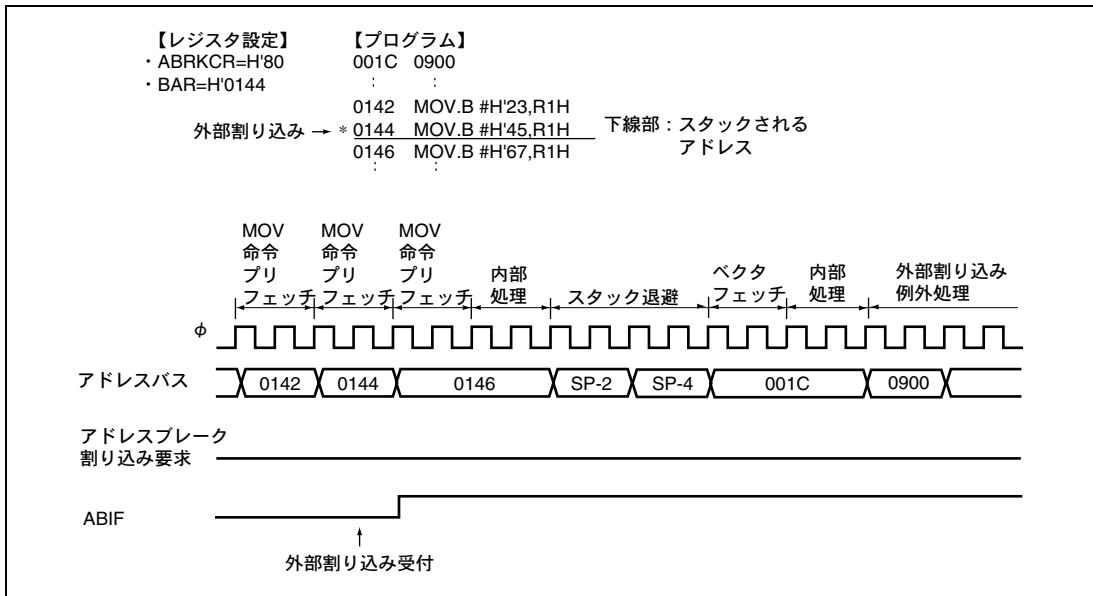 【レジスタ設定】 【プログラム】
・ABRKCR=H'80 001C 0900
・BAR=H'0144 : :
0142 MOV.B #H'23,R1H
外部割り込み → * 0144 MOV.B #H'45,R1H 下線部：スタックされる
アドレス
0146 MOV.B #H'67,R1H
: :
MOV 命令 プリ フェッチ
MOV 命令 プリ フェッチ
MOV 命令 プリ フェッチ
内部 処理
スタック退避
ベクタ フェッチ
内部 処理
外部割り込み 例外処理
φ
アドレスバス 0142 0144 0146 SP-2 SP-4 001C 0900
アドレスブレーク
割り込み要求
ABIF
↑
外部割り込み受付